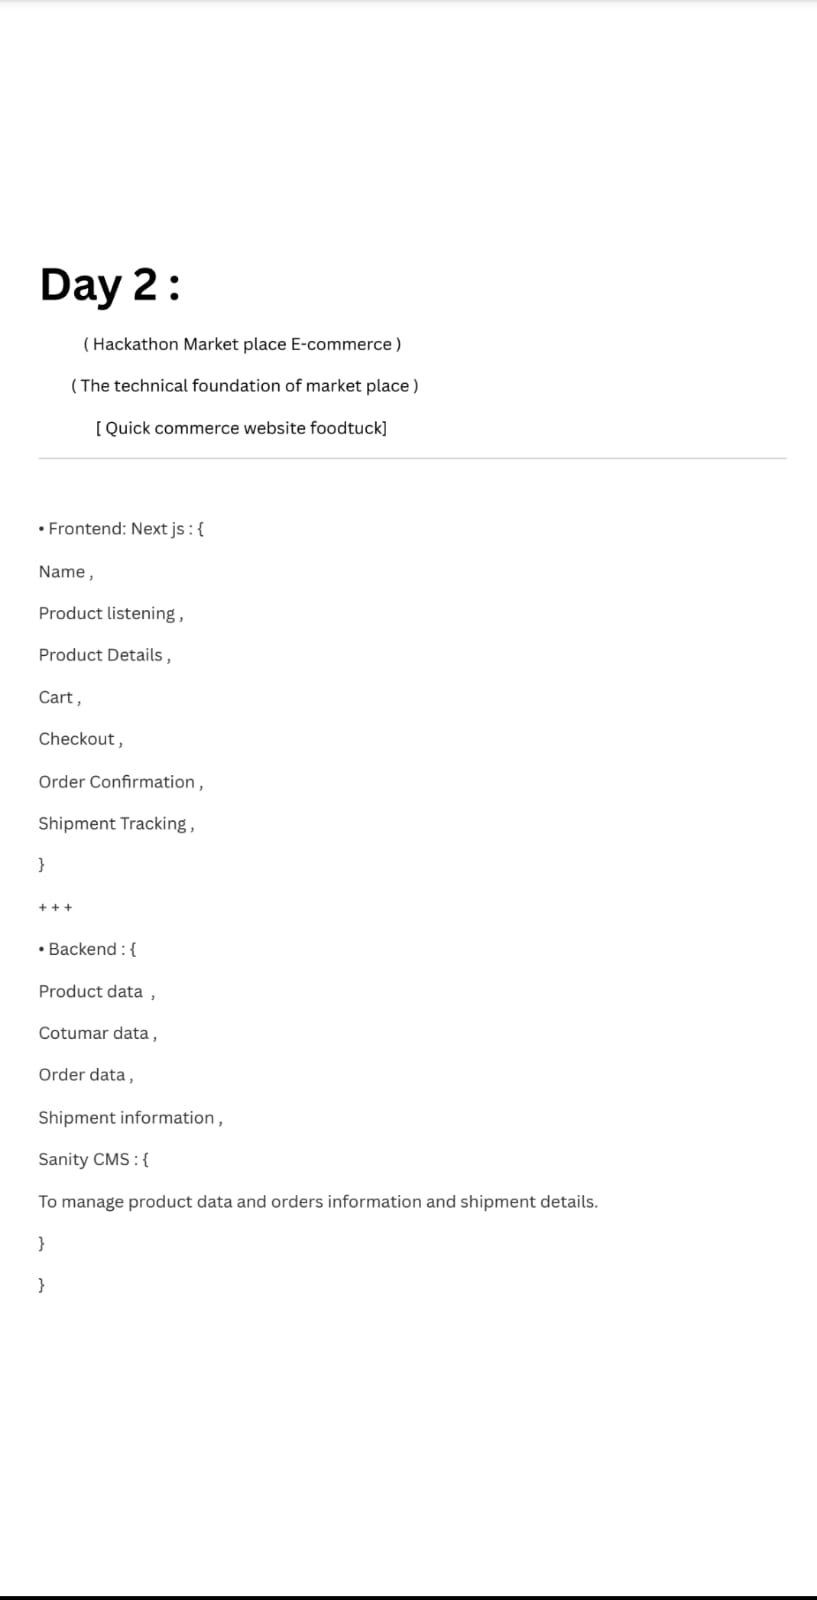 Day 2 :
( Hackathon Market place E-commerce )
( The technical foundation of market place )
[ Quick commerce website foodtuck]
• Frontend: Next js : {
Name ,
Product listening ,
Product Details ,
Cart ,
Checkout ,
Order Confirmation ,
Shipment Tracking ,
}
+ + +
• Backend : {
Product data ,
Cotumar data ,
Order data ,
Shipment information ,
Sanity CMS : {
To manage product data and orders information and shipment details.
}
}